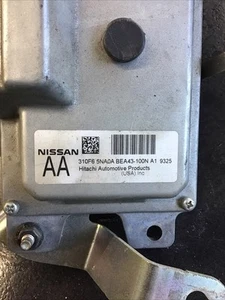 NISSAN
AA
310F6 5NA0A BEA43-100N A1 9325
Hitachi Automotive Products
(USA) Inc